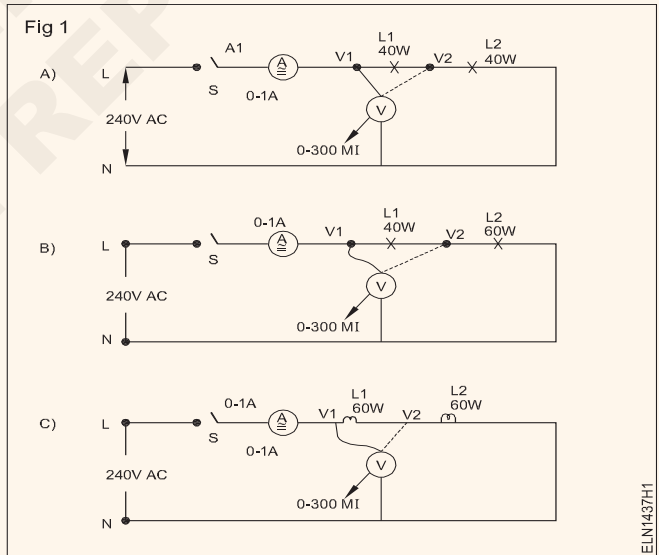 Fig 1
A)
L
240V AC
N
S
A1
A
0-1A
V1
L1
40W
V2
L2
40W
V
0-300 MI
B)
L
240V AC
N
S
0-1A
A
V1
L1
40W
V2
L2
60W
V
0-300 MI
C)
L
240V AC
N
S
0-1A
A
0-1A
V1
L1
60W
V2
L2
60W
V
0-300 MI
ELN1437H1